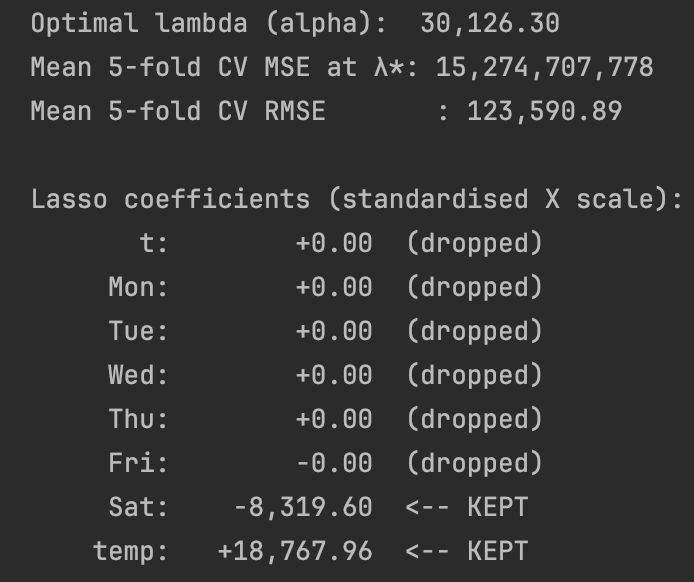 Optimal lambda (alpha):  30,126.30
Mean 5-fold CV MSE at λ*: 15,274,707,778
Mean 5-fold CV RMSE       : 123,590.89
Lasso coefficients (standardised X scale):
       t:        +0.00  (dropped)
     Mon:        +0.00  (dropped)
     Tue:        +0.00  (dropped)
     Wed:        +0.00  (dropped)
     Thu:        +0.00  (dropped)
     Fri:        -0.00  (dropped)
     Sat:    -8,319.60  <-- KEPT
    temp:   +18,767.96  <-- KEPT